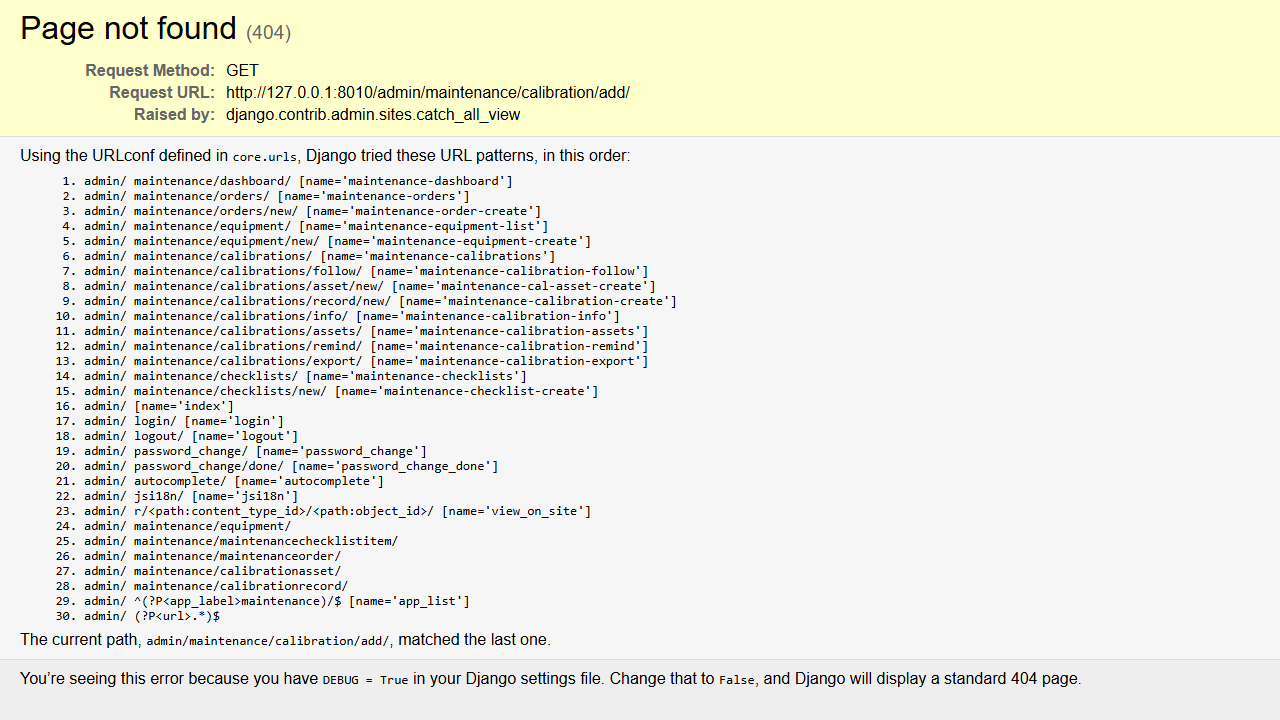 Page not found (404)
Request Method: GET
Request URL: http://127.0.0.1:8010/admin/maintenance/calibration/add/
Raised by: django.contrib.admin.sites.catch_all_view
Using the URLconf defined in core.urls, Django tried these URL patterns, in this order:
1. admin/ maintenance/dashboard/ [name='maintenance-dashboard']
2. admin/ maintenance/orders/ [name='maintenance-orders']
3. admin/ maintenance/orders/new/ [name='maintenance-order-create']
4. admin/ maintenance/equipment/ [name='maintenance-equipment-list']
5. admin/ maintenance/equipment/new/ [name='maintenance-equipment-create']
6. admin/ maintenance/calibrations/ [name='maintenance-calibrations']
7. admin/ maintenance/calibrations/follow/ [name='maintenance-calibration-follow']
8. admin/ maintenance/calibrations/asset/new/ [name='maintenance-cal-asset-create']
9. admin/ maintenance/calibrations/record/new/ [name='maintenance-calibration-create']
10. admin/ maintenance/calibrations/info/ [name='maintenance-calibration-info']
11. admin/ maintenance/calibrations/assets/ [name='maintenance-calibration-assets']
12. admin/ maintenance/calibrations/remind/ [name='maintenance-calibration-remind']
13. admin/ maintenance/calibrations/export/ [name='maintenance-calibration-export']
14. admin/ maintenance/checklists/ [name='maintenance-checklists']
15. admin/ maintenance/checklists/new/ [name='maintenance-checklist-create']
16. admin/ [name='index']
17. admin/ login/ [name='login']
18. admin/ logout/ [name='logout']
19. admin/ password_change/ [name='password_change']
20. admin/ password_change/done/ [name='password_change_done']
21. admin/ autocomplete/ [name='autocomplete']
22. admin/ jsi18n/ [name='jsi18n']
23. admin/ r/<path:content_type_id>/<path:object_id>/ [name='view_on_site']
24. admin/ maintenance/equipment/
25. admin/ maintenance/maintenancechecklistitem/
26. admin/ maintenance/maintenanceorder/
27. admin/ maintenance/calibrationasset/
28. admin/ maintenance/calibrationrecord/
29. admin/ ^(?P<app_label>maintenance)/$ [name='app_list']
30. admin/ (?P<url>.*)$
The current path, admin/maintenance/calibration/add/, matched the last one.
You’re seeing this error because you have DEBUG = True in your Django settings file. Change that to False, and Django will display a standard 404 page.